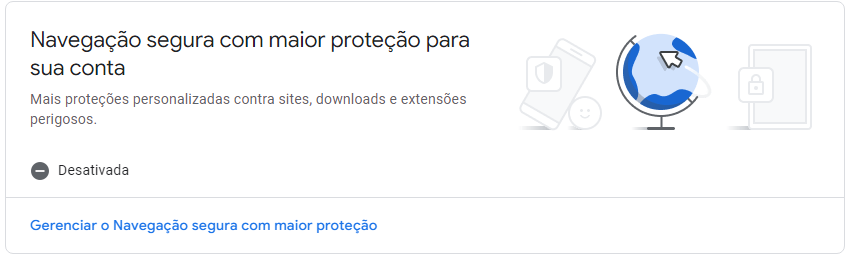 Navegação segura com maior proteção para
sua conta
Mais proteções personalizadas contra sites, downloads e extensões
perigosos.
Desativada
Gerenciar o Navegação segura com maior proteção